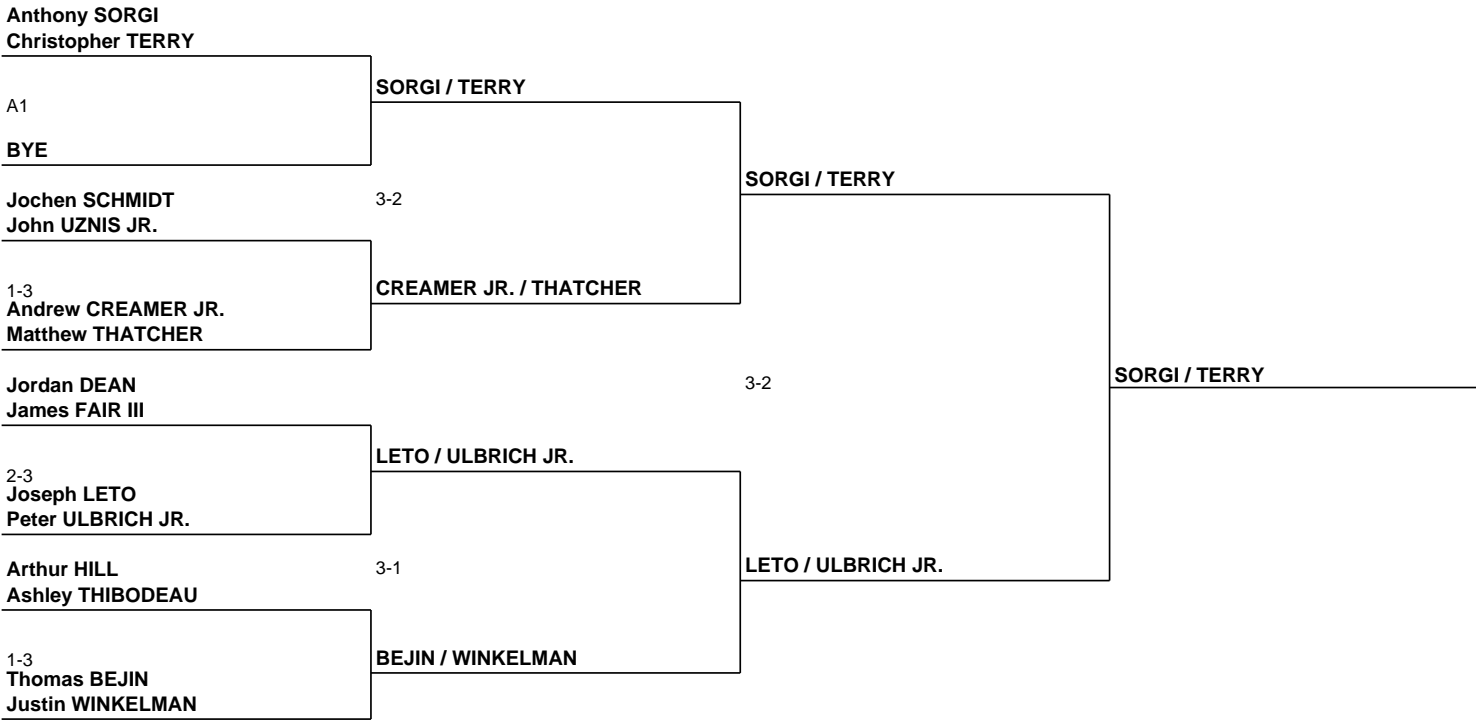 Anthony SORGI
Christopher TERRY
SORGI / TERRY
A1
BYE
SORGI / TERRY
Jochen SCHMIDT
3-2
John UZNIS JR.
1-3
CREAMER JR. / THATCHER
Andrew CREAMER JR.
Matthew THATCHER
SORGI / TERRY
Jordan DEAN
3-2
James FAIR III
LETO / ULBRICH JR.
2-3
Joseph LETO
Peter ULBRICH JR.
LETO / ULBRICH JR.
Arthur HILL
3-1
Ashley THIBODEAU
1-3
BEJIN / WINKELMAN
Thomas BEJIN
Justin WINKELMAN